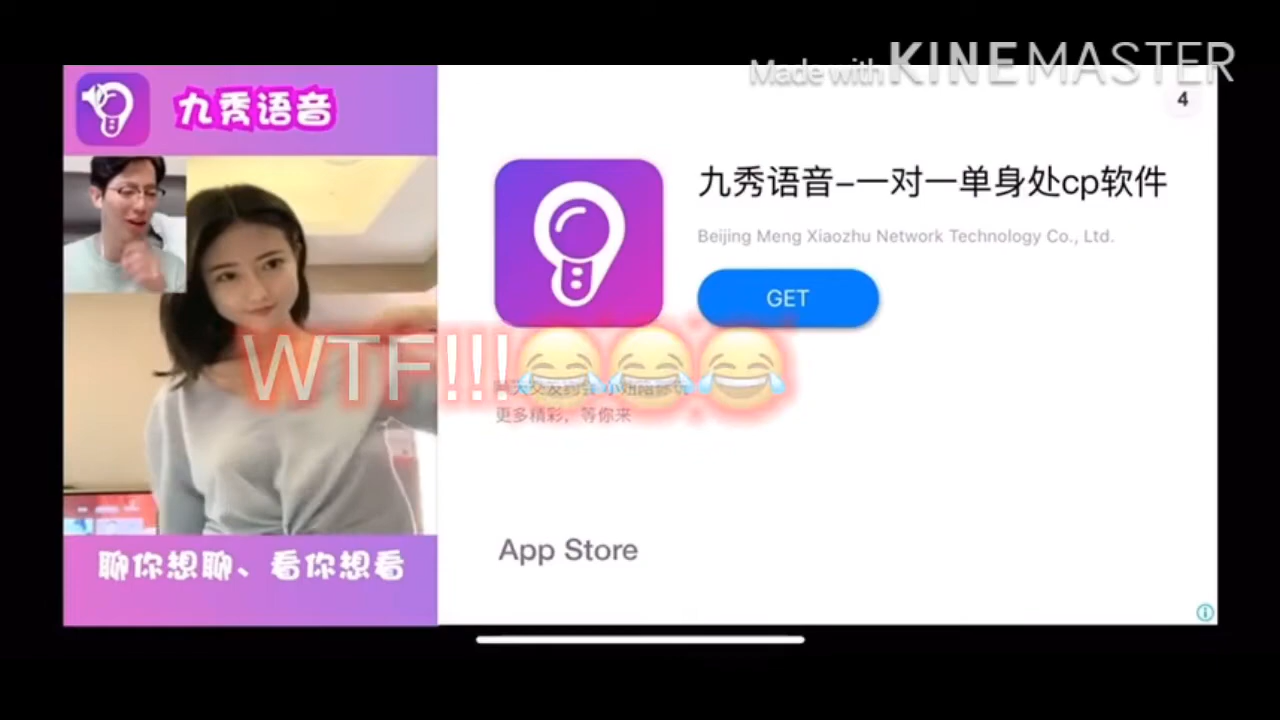 Made with KINEMASTER
4
九秀语音
九秀语音-一对一单身处cp软件
Beijing Meng Xiaozhu Network Technology Co., Ltd.
GET
WTF!!!😂😂😂
更多精彩，等你来
App Store
聊你想聊、看你想看